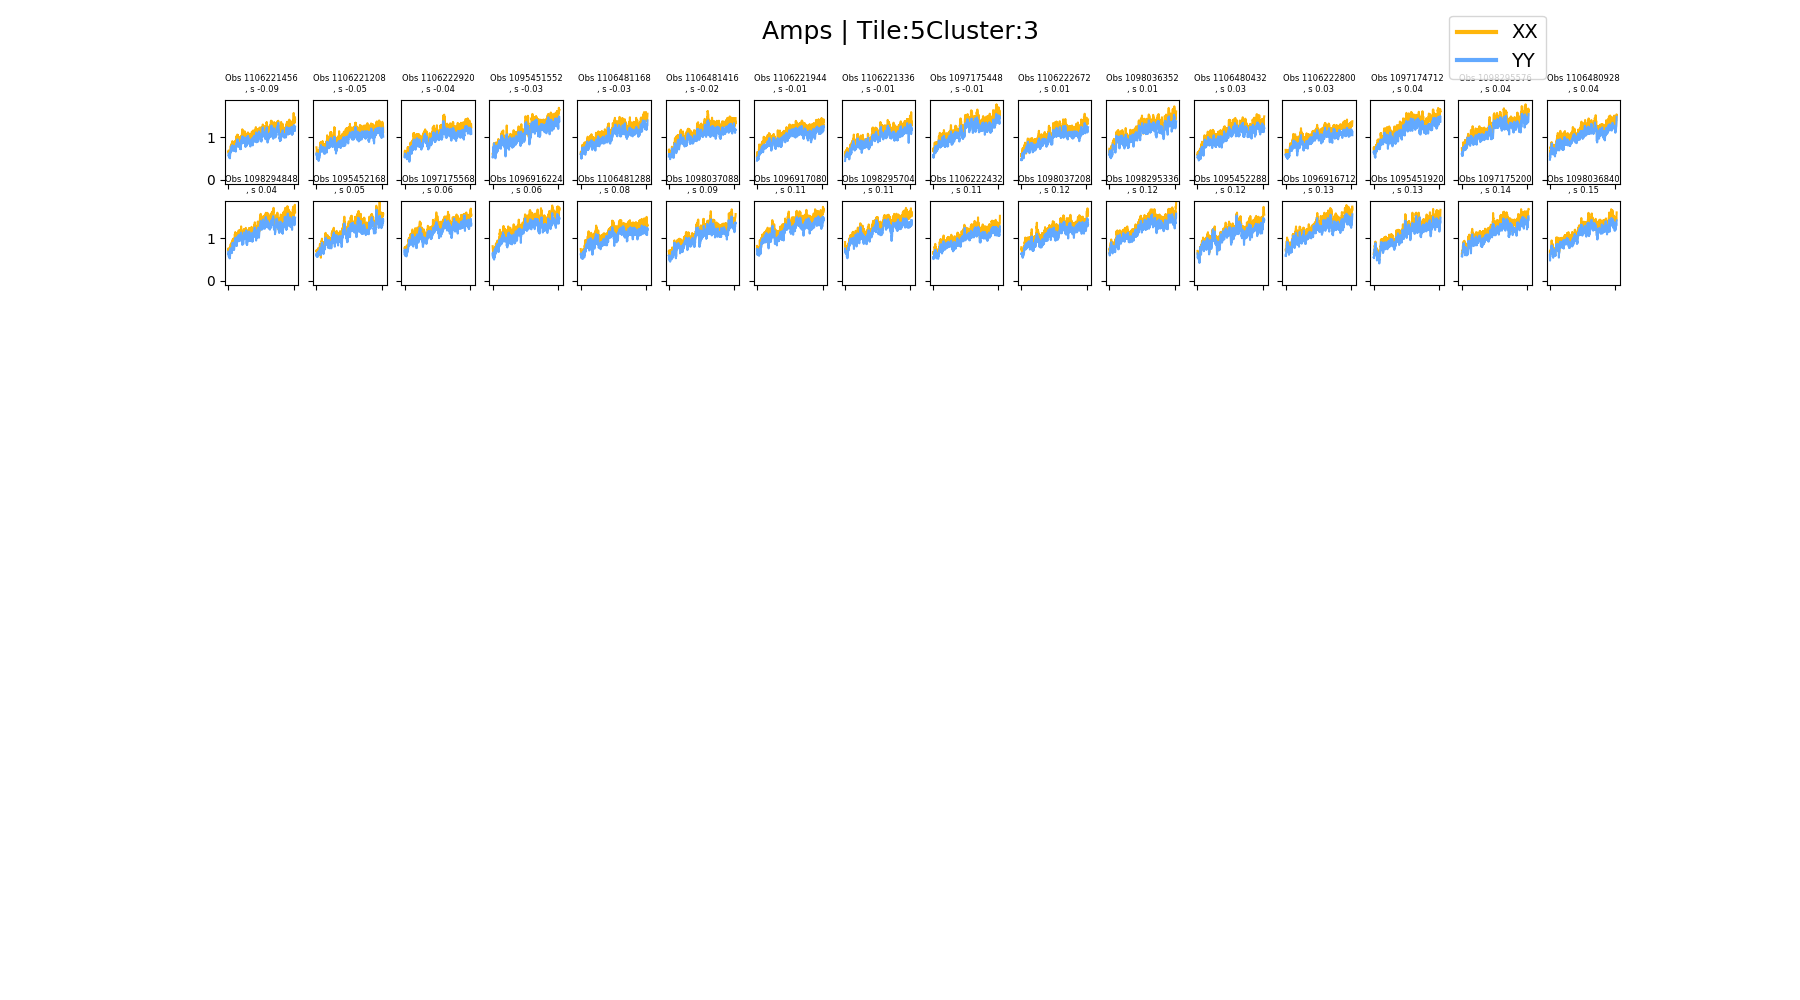 Amps | Tile:5Cluster:3
XX
YY
Obs 1106221456 Obs 1106221208 Obs 1106222920 Obs 1095451552 Obs 1106481168 Obs 1106481416 Obs 1106221944 Obs 1106221336 Obs 1097175448 Obs 1106222672 Obs 1098036352 Obs 1106480432 Obs 1106222800 Obs 1097174712 Obs 1098295576 Obs 1106480928
, s -0.09 , s -0.05 , s -0.04 , s -0.03 , s -0.03 , s -0.02 , s -0.01 , s -0.01 , s -0.01 , s 0.01 , s 0.01 , s 0.03 , s 0.03 , s 0.04 , s 0.04 , s 0.04
1
0
Obs 1098294848 Obs 1095452168 Obs 1097175568 Obs 1096916224 Obs 1106481288 Obs 1098037088 Obs 1096917080 Obs 1098295704 Obs 1106222432 Obs 1098037208 Obs 1098295336 Obs 1095452288 Obs 1096916712 Obs 1095451920 Obs 1097175200 Obs 1098036840
, s 0.04 , s 0.05 , s 0.06 , s 0.06 , s 0.08 , s 0.09 , s 0.11 , s 0.11 , s 0.11 , s 0.12 , s 0.12 , s 0.12 , s 0.13 , s 0.13 , s 0.14 , s 0.15
1
0